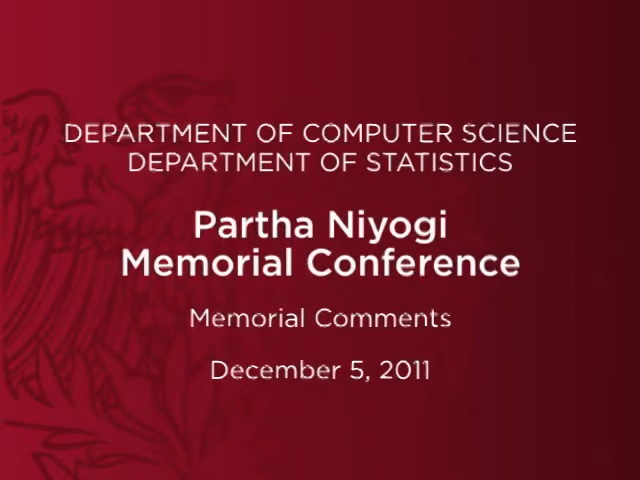 DEPARTMENT OF COMPUTER SCIENCE
DEPARTMENT OF STATISTICS
Partha Niyogi
Memorial Conference
Memorial Comments
December 5, 2011